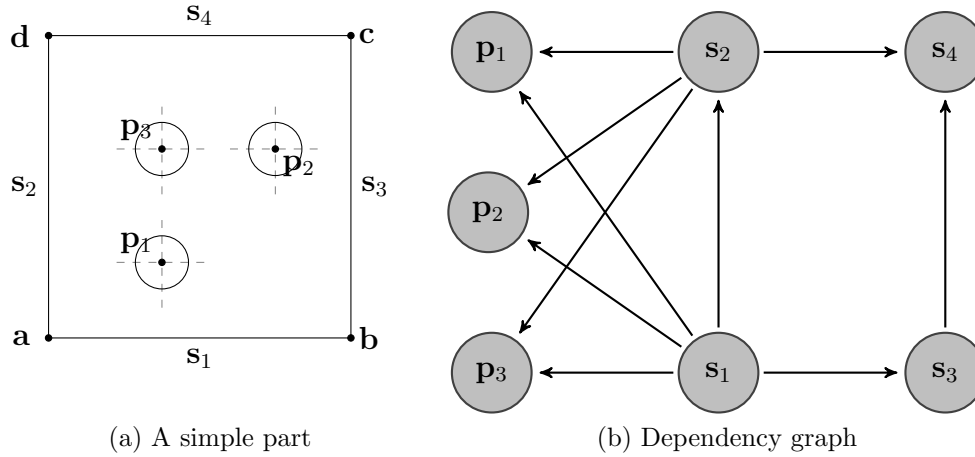 s₄
d
c
p₃
p₂
s₂
s₃
p₁
a
b
s₁
(a) A simple part
p₁
s₂
s₄
p₂
p₃
s₁
s₃
(b) Dependency graph